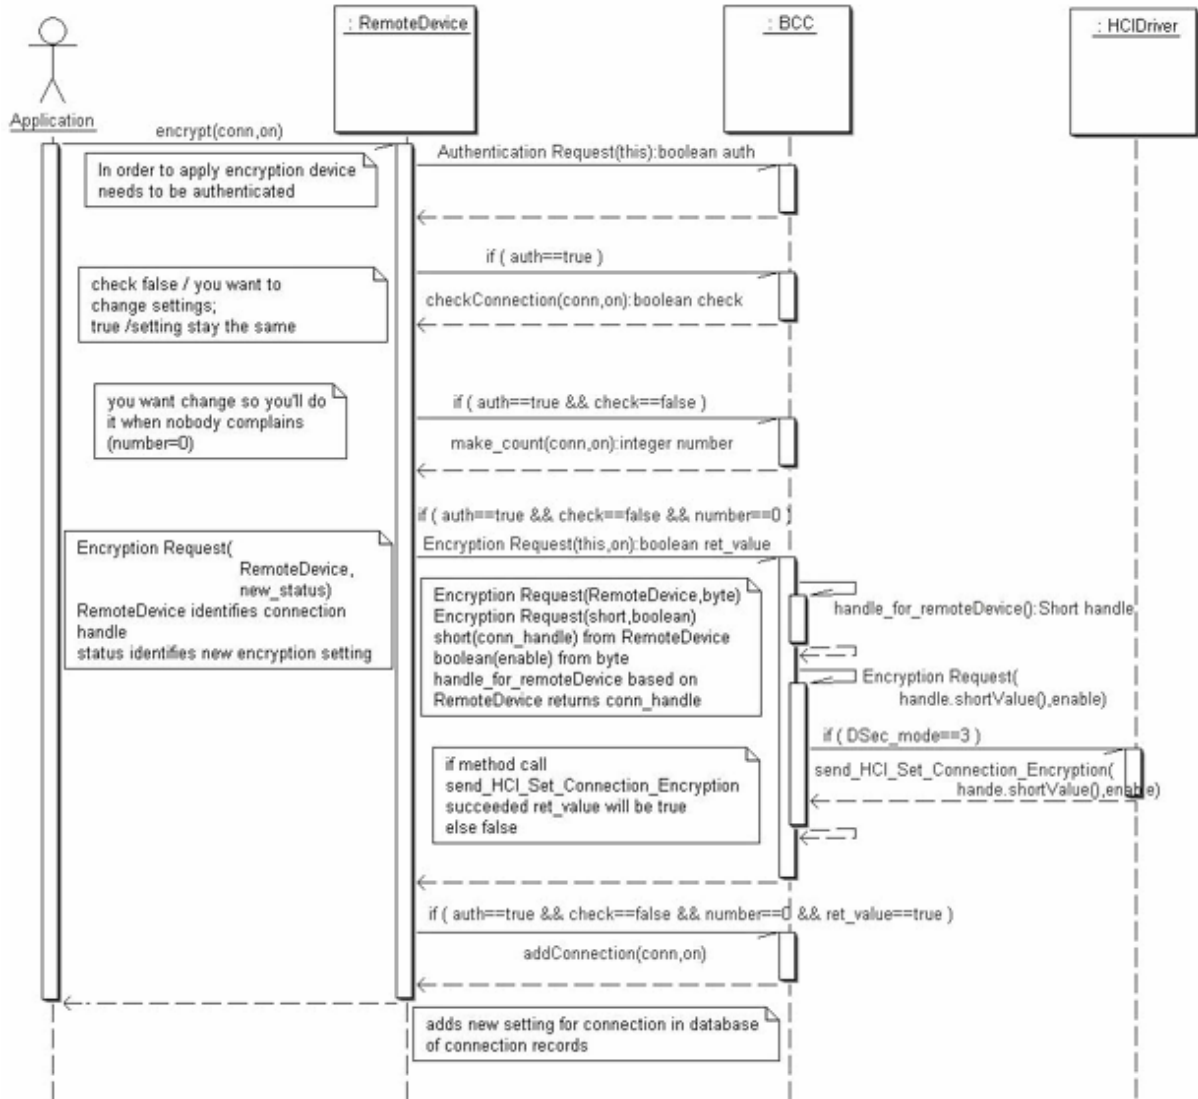 : RemoteDevice
: BCC
: HCIDriver
Application
encrypt(conn,on)
In order to apply encryption device
needs to be authenticated
Authentication Request(this):boolean auth
if ( auth==true )
check false / you want to
change settings;
true /setting stay the same
checkConnection(conn,on):boolean check
you want change so you'll do
it when nobody complains
(number=0)
if ( auth==true && check==false )
make_count(conn,on):integer number
if ( auth==true && check==false && number==0 )
Encryption Request(
RemoteDevice,
new_status)
RemoteDevice identifies connection
handle
status identifies new encryption setting
Encryption Request(this,on):boolean ret_value
Encryption Request(RemoteDevice,byte)
Encryption Request(short,boolean)
short(conn_handle) from RemoteDevice
boolean(enable) from byte
handle_for_remoteDevice based on
RemoteDevice returns conn_handle
handle_for_remoteDevice():Short handle
Encryption Request(
handle.shortValue(),enable)
if ( DSec_mode==3 )
send_HCI_Set_Connection_Encryption(
hande.shortValue(),enable)
if method call
send_HCI_Set_Connection_Encryption
succeeded ret_value will be true
else false
if ( auth==true && check==false && number==0 && ret_value==true )
addConnection(conn,on)
adds new setting for connection in database
of connection records